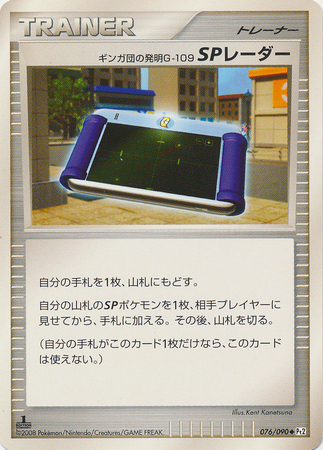 TRAINER
トレーナー
ギンガ団の発明G-109 SPレーダー
自分の手札を1枚、山札にもどす。
自分の山札のSPポケモンを1枚、相手プレイヤーに
見せてから、手札に加える。その後、山札を切る。
(自分の手札がこのカード1枚だけなら、このカード
は使えない。)
Illus.Kent Kanetsuna
1
©2008 Pokémon/Nintendo/Creatures/GAME FREAK.
076/090◆ Pt2